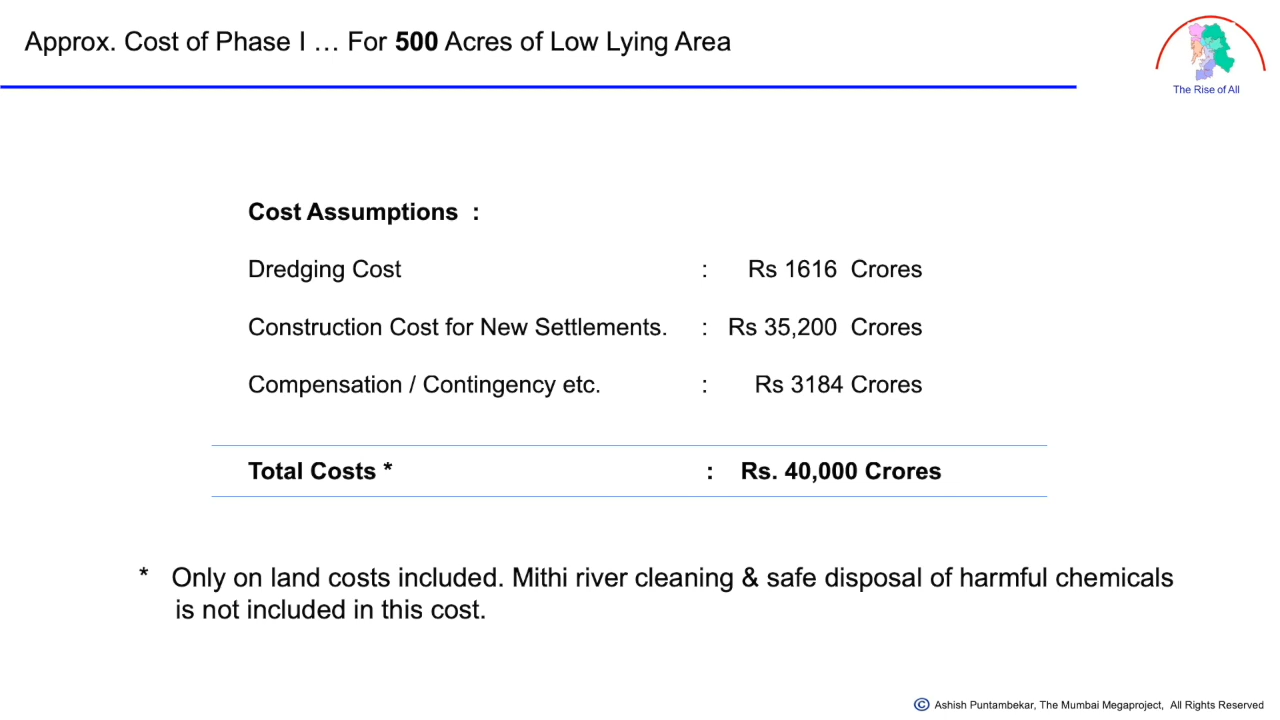 Approx. Cost of Phase I … For 500 Acres of Low Lying Area
The Rise of All
Cost Assumptions :
Dredging Cost : Rs 1616 Crores
Construction Cost for New Settlements. : Rs 35,200 Crores
Compensation / Contingency etc. : Rs 3184 Crores
Total Costs * : Rs. 40,000 Crores
* Only on land costs included. Mithi river cleaning & safe disposal of harmful chemicals
is not included in this cost.
© Ashish Puntambekar, The Mumbai Megaproject, All Rights Reserved